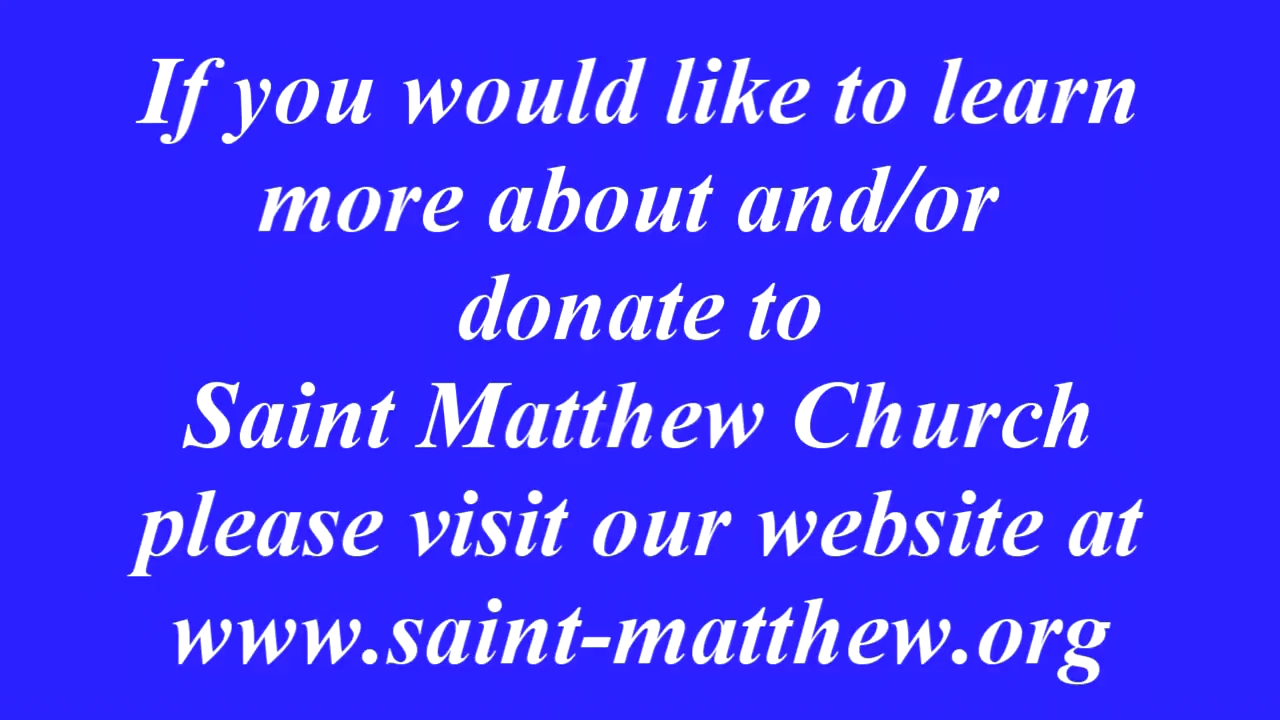 If you would like to learn
more about and/or
donate to
Saint Matthew Church
please visit our website at
www.saint-matthew.org